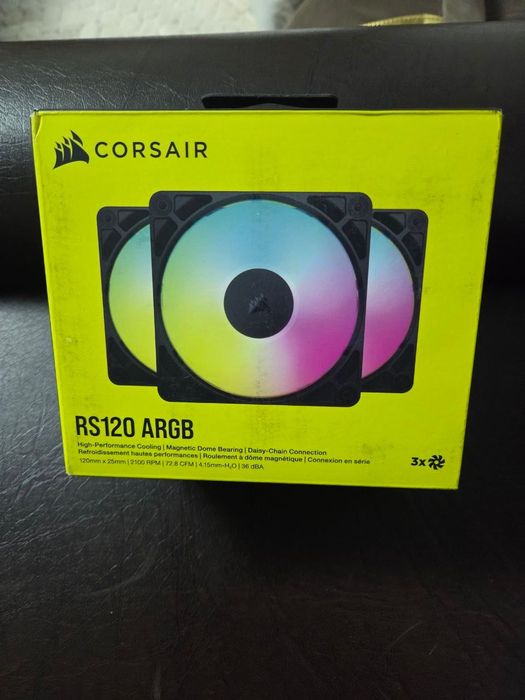 CORSAIR
RS120 ARGB
High-Performance Cooling | Magnetic Dome Bearing | Daisy-Chain Connection
Refroidissement hautes performances | Roulement à dôme magnétique | Connexion en série
120mm x 25mm | 2100 RPM | 72.8 CFM | 4.15mm-H₂O | 36 dBA
3x